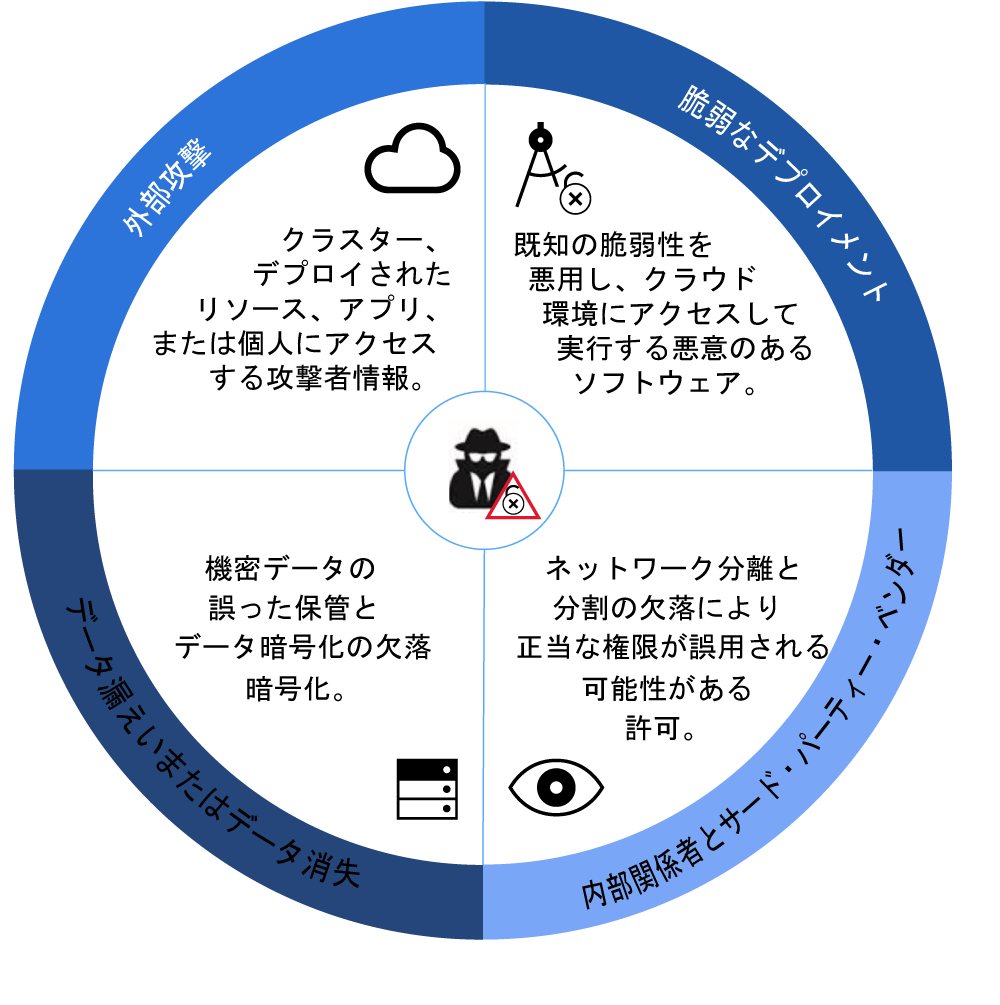 外部攻撃
クラスター、
デプロイされた
リソース、アプリ、
または個人にアクセス
する攻撃者情報。
脆弱なデプロイメント
既知の脆弱性を
悪用し、クラウド
環境にアクセスして
実行する悪意のある
ソフトウェア。
データ漏えいまたはデータ消失
機密データの
誤った保管と
データ暗号化の欠落
暗号化。
内部関係者とサード・パーティー・ベンダー
ネットワーク分離と
分割の欠落により
正当な権限が誤用される
可能性がある
許可。